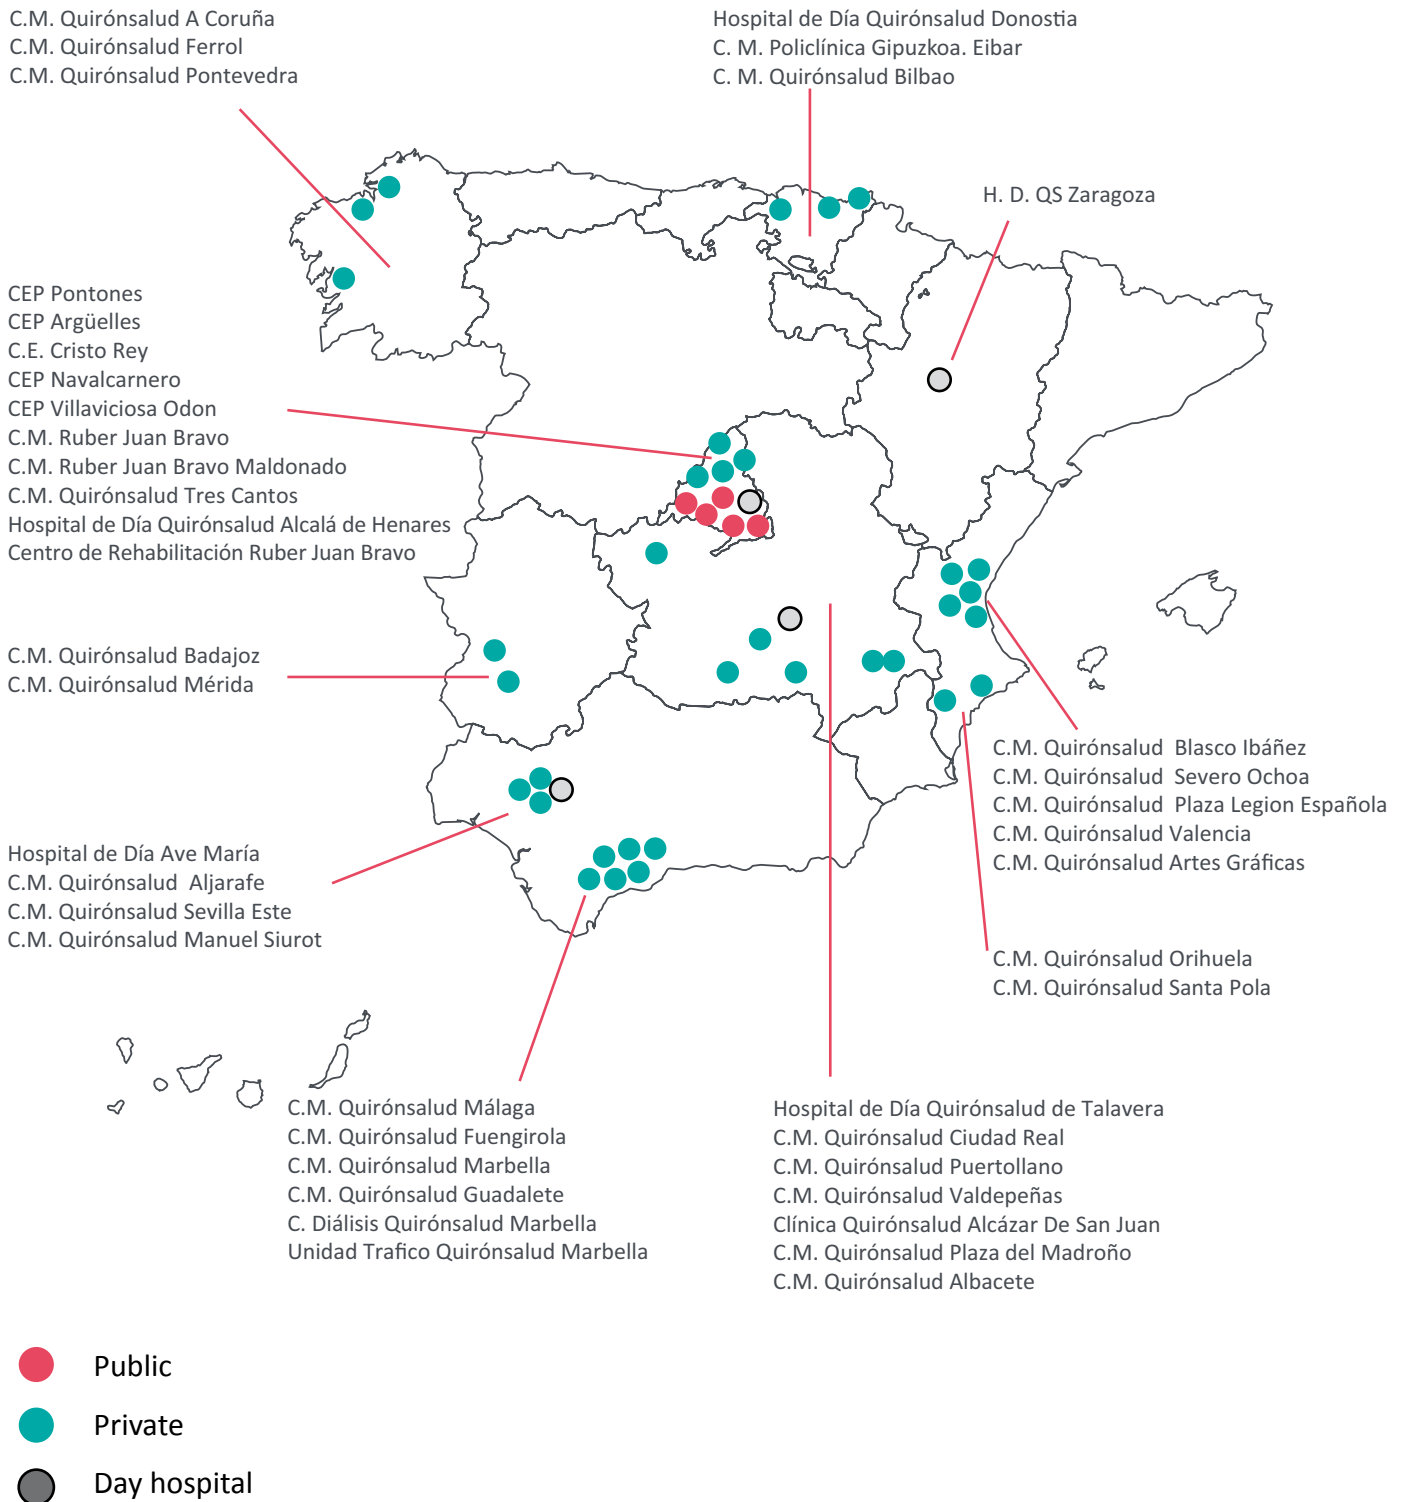 C.M. Quirónsalud A Coruña
C.M. Quirónsalud Ferrol
C.M. Quirónsalud Pontevedra
Hospital de Día Quirónsalud Donostia
C. M. Policlínica Gipuzkoa. Eibar
C. M. Quirónsalud Bilbao
H. D. QS Zaragoza
CEP Pontones
CEP Argüelles
C.E. Cristo Rey
CEP Navalcarnero
CEP Villaviciosa Odon
C.M. Ruber Juan Bravo
C.M. Ruber Juan Bravo Maldonado
C.M. Quirónsalud Tres Cantos
Hospital de Día Quirónsalud Alcalá de Henares
Centro de Rehabilitación Ruber Juan Bravo
C.M. Quirónsalud Badajoz
C.M. Quirónsalud Mérida
C.M. Quirónsalud  Blasco Ibáñez
C.M. Quirónsalud  Severo Ochoa
C.M. Quirónsalud  Plaza Legion Española
C.M. Quirónsalud Valencia
C.M. Quirónsalud Artes Gráficas
Hospital de Día Ave María
C.M. Quirónsalud  Aljarafe
C.M. Quirónsalud Sevilla Este
C.M. Quirónsalud Manuel Siurot
C.M. Quirónsalud Orihuela
C.M. Quirónsalud Santa Pola
C.M. Quirónsalud Málaga
C.M. Quirónsalud Fuengirola
C.M. Quirónsalud Marbella
C.M. Quirónsalud Guadalete
C. Diálisis Quirónsalud Marbella
Unidad Trafico Quirónsalud Marbella
Hospital de Día Quirónsalud de Talavera
C.M. Quirónsalud Ciudad Real
C.M. Quirónsalud Puertollano
C.M. Quirónsalud Valdepeñas
Clínica Quirónsalud Alcázar De San Juan
C.M. Quirónsalud Plaza del Madroño
C.M. Quirónsalud Albacete
Public
Private
Day hospital